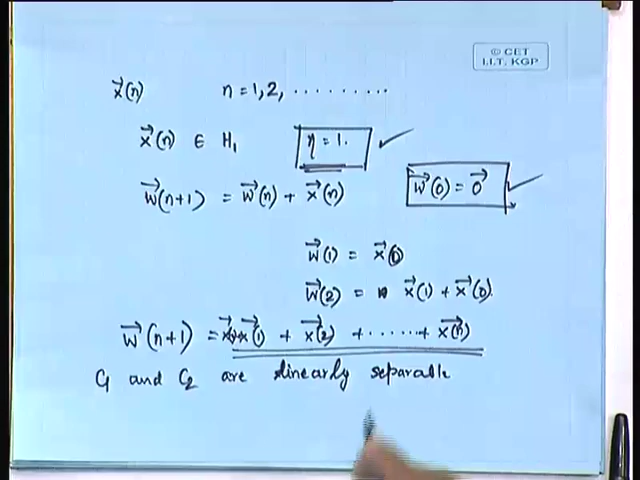 © CET
I.I.T. KGP
x⃗(n) n = 1, 2, . . . . . . . . .
x⃗(n) ∈ H₁ η = 1.
w⃗(n+1) = w⃗(n) + x⃗(n) w⃗(0) = 0⃗
w⃗(1) = x⃗(0)
w⃗(2) = x⃗(1) + x⃗(0).
w⃗(n+1) = x⃗(1) + x⃗(2) + . . . . . . + x⃗(n)
C₁ and C₂ are linearly separable